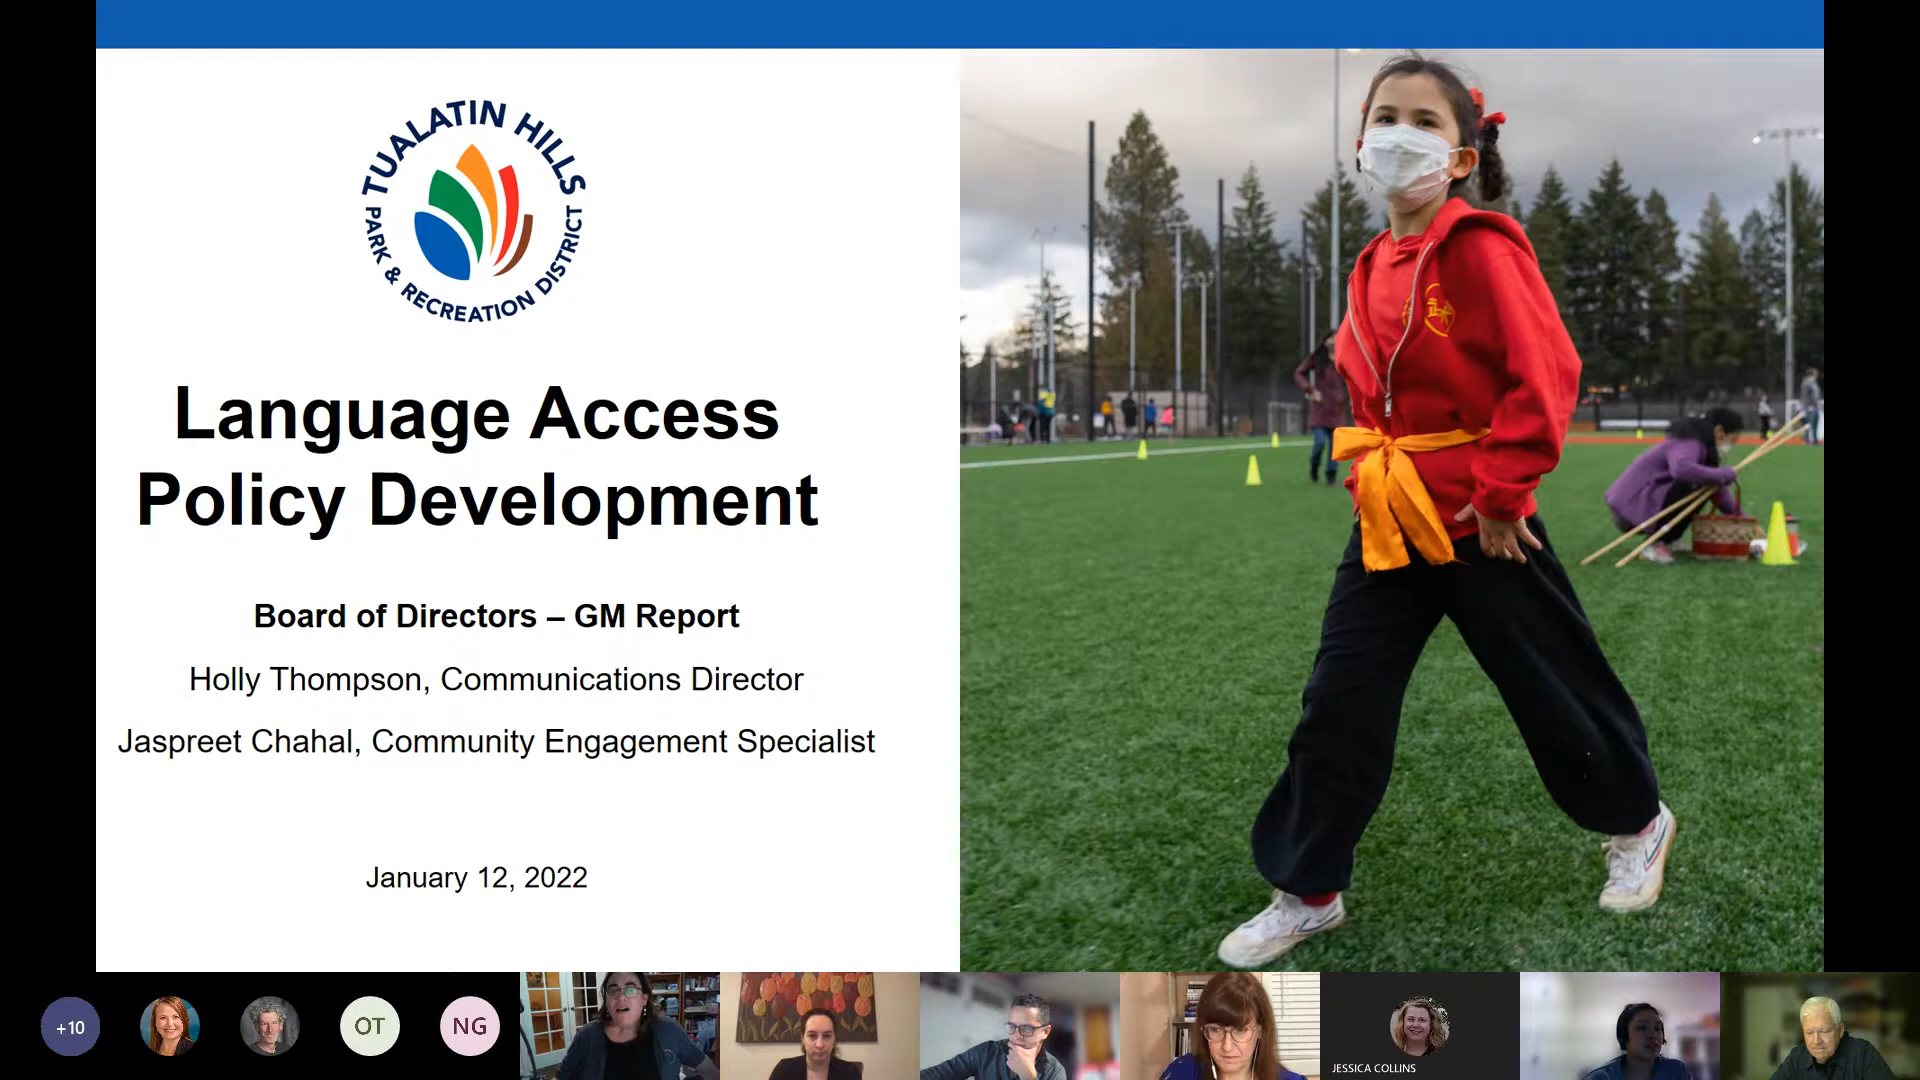 TUALATIN HILLS
PARK & RECREATION DISTRICT
Language Access
Policy Development
Board of Directors – GM Report
Holly Thompson, Communications Director
Jaspreet Chahal, Community Engagement Specialist
January 12, 2022
+10
OT
NG
JESSICA COLLINS